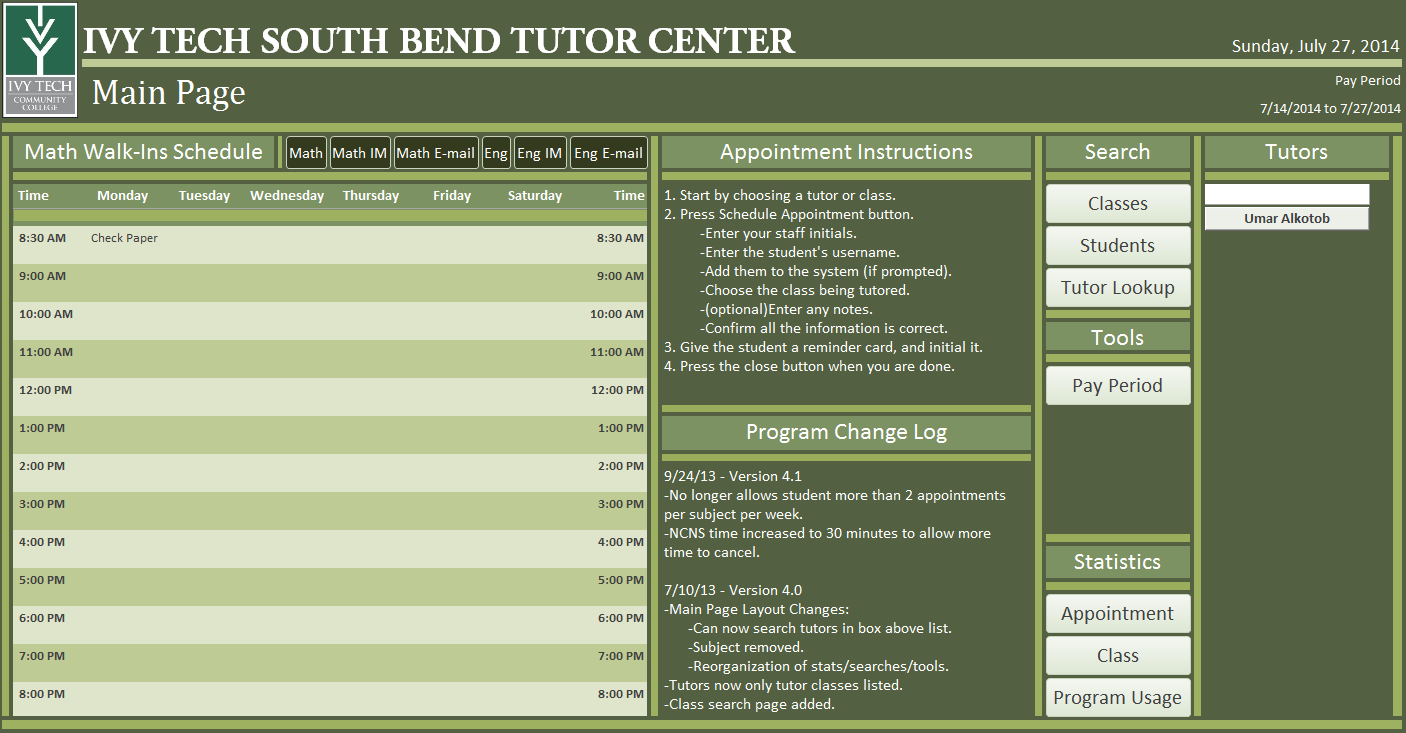 IVY TECH
COMMUNITY
COLLEGE
IVY TECH SOUTH BEND TUTOR CENTER
Sunday, July 27, 2014
Main Page
Pay Period
7/14/2014 to 7/27/2014
Math Walk-Ins Schedule
Math Math IM Math E-mail Eng Eng IM Eng E-mail
Time Monday Tuesday Wednesday Thursday Friday Saturday Time
8:30 AM Check Paper 8:30 AM
9:00 AM 9:00 AM
10:00 AM 10:00 AM
11:00 AM 11:00 AM
12:00 PM 12:00 PM
1:00 PM 1:00 PM
2:00 PM 2:00 PM
3:00 PM 3:00 PM
4:00 PM 4:00 PM
5:00 PM 5:00 PM
6:00 PM 6:00 PM
7:00 PM 7:00 PM
8:00 PM 8:00 PM
Appointment Instructions
1. Start by choosing a tutor or class.
2. Press Schedule Appointment button.
-Enter your staff initials.
-Enter the student's username.
-Add them to the system (if prompted).
-Choose the class being tutored.
-(optional)Enter any notes.
-Confirm all the information is correct.
3. Give the student a reminder card, and initial it.
4. Press the close button when you are done.
Program Change Log
9/24/13 - Version 4.1
-No longer allows student more than 2 appointments
per subject per week.
-NCNS time increased to 30 minutes to allow more
time to cancel.
7/10/13 - Version 4.0
-Main Page Layout Changes:
-Can now search tutors in box above list.
-Subject removed.
-Reorganization of stats/searches/tools.
-Tutors now only tutor classes listed.
-Class search page added.
Search
Classes
Students
Tutor Lookup
Tools
Pay Period
Statistics
Appointment
Class
Program Usage
Tutors
Umar Alkotob